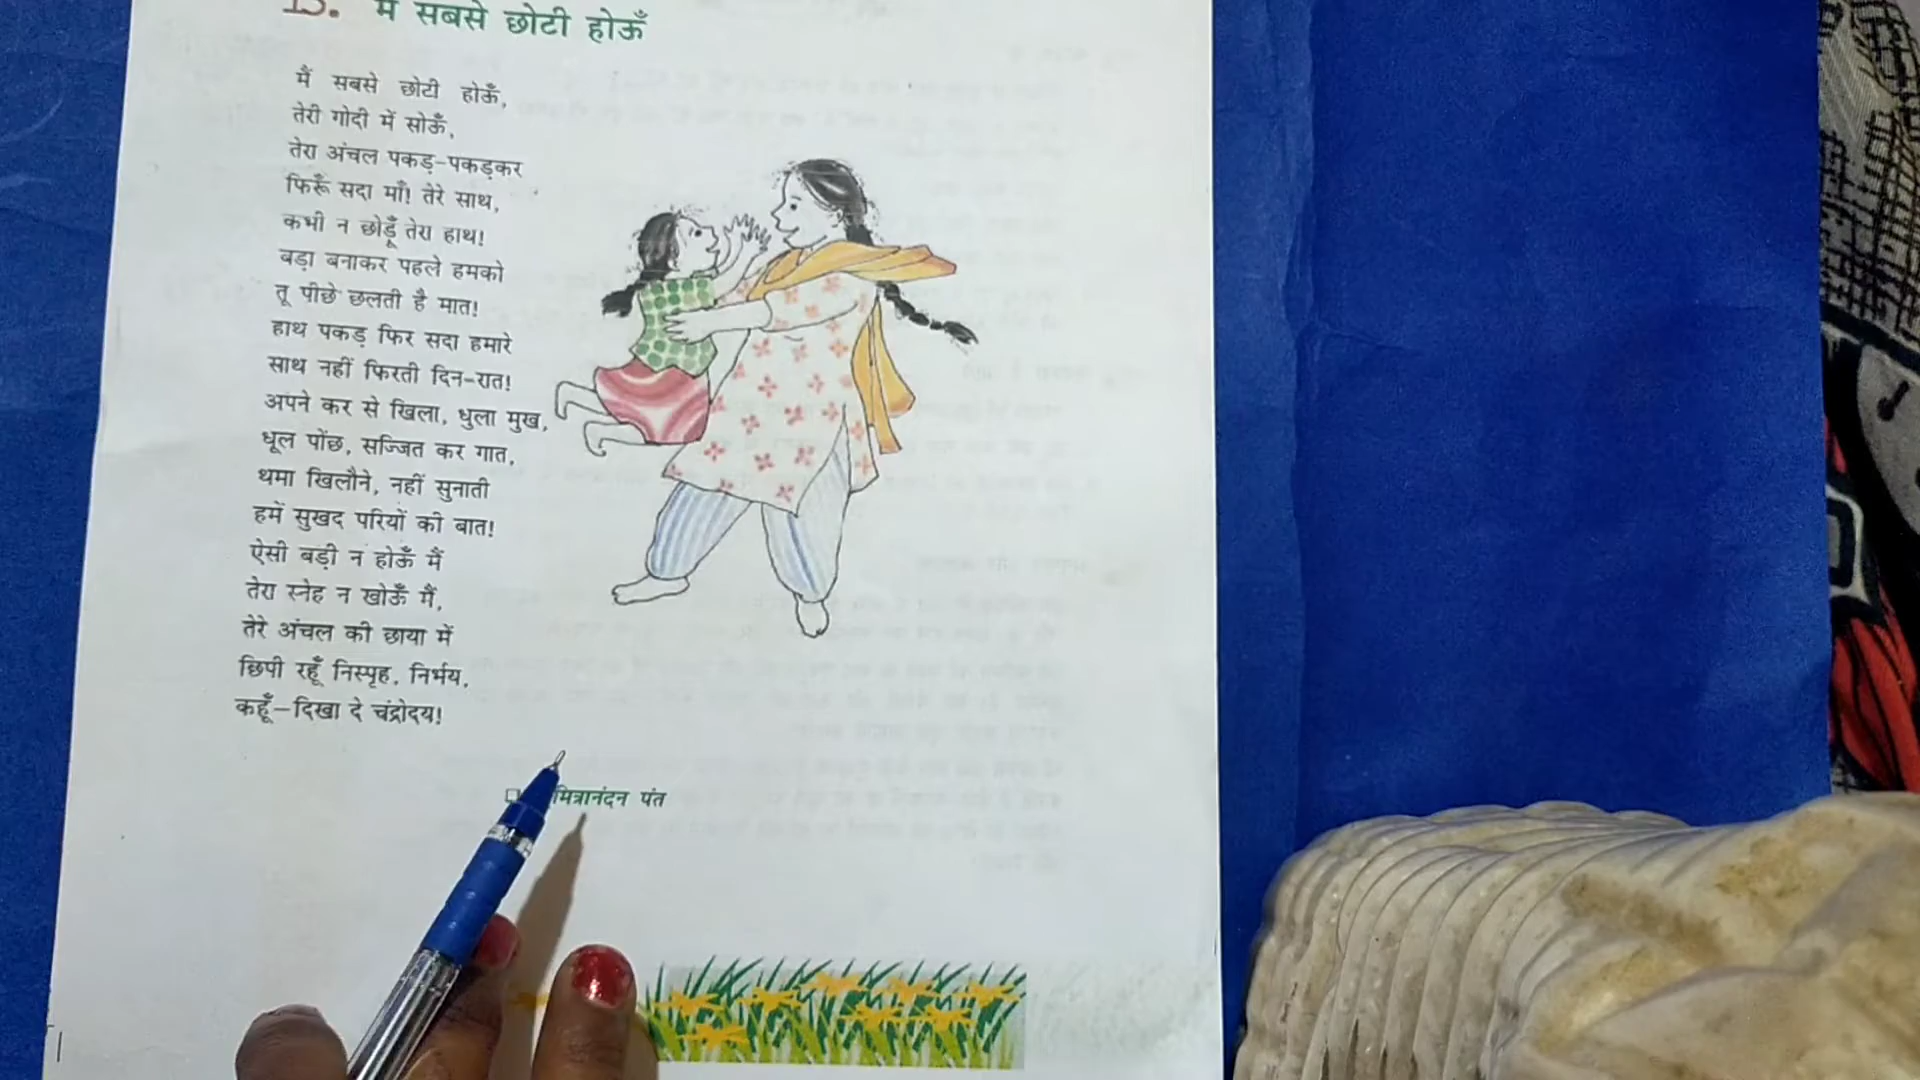 13. मैं सबसे छोटी होऊँ
मैं सबसे छोटी होऊँ,
तेरी गोदी में सोऊँ,
तेरा अंचल पकड़-पकड़कर
फिरूँ सदा माँ! तेरे साथ,
कभी न छोड़ूँ तेरा हाथ!
बड़ा बनाकर पहले हमको
तू पीछे छलती है मात!
हाथ पकड़ फिर सदा हमारे
साथ नहीं फिरती दिन-रात!
अपने कर से खिला, धुला मुख,
धूल पोंछ, सज्जित कर गात,
थमा खिलौने, नहीं सुनाती
हमें सुखद परियों की बात!
ऐसी बड़ी न होऊँ मैं
तेरा स्नेह न खोऊँ मैं,
तेरे अंचल की छाया में
छिपी रहूँ निस्पृह, निर्भय,
कहूँ–दिखा दे चंद्रोदय!
मित्रानंदन पंत